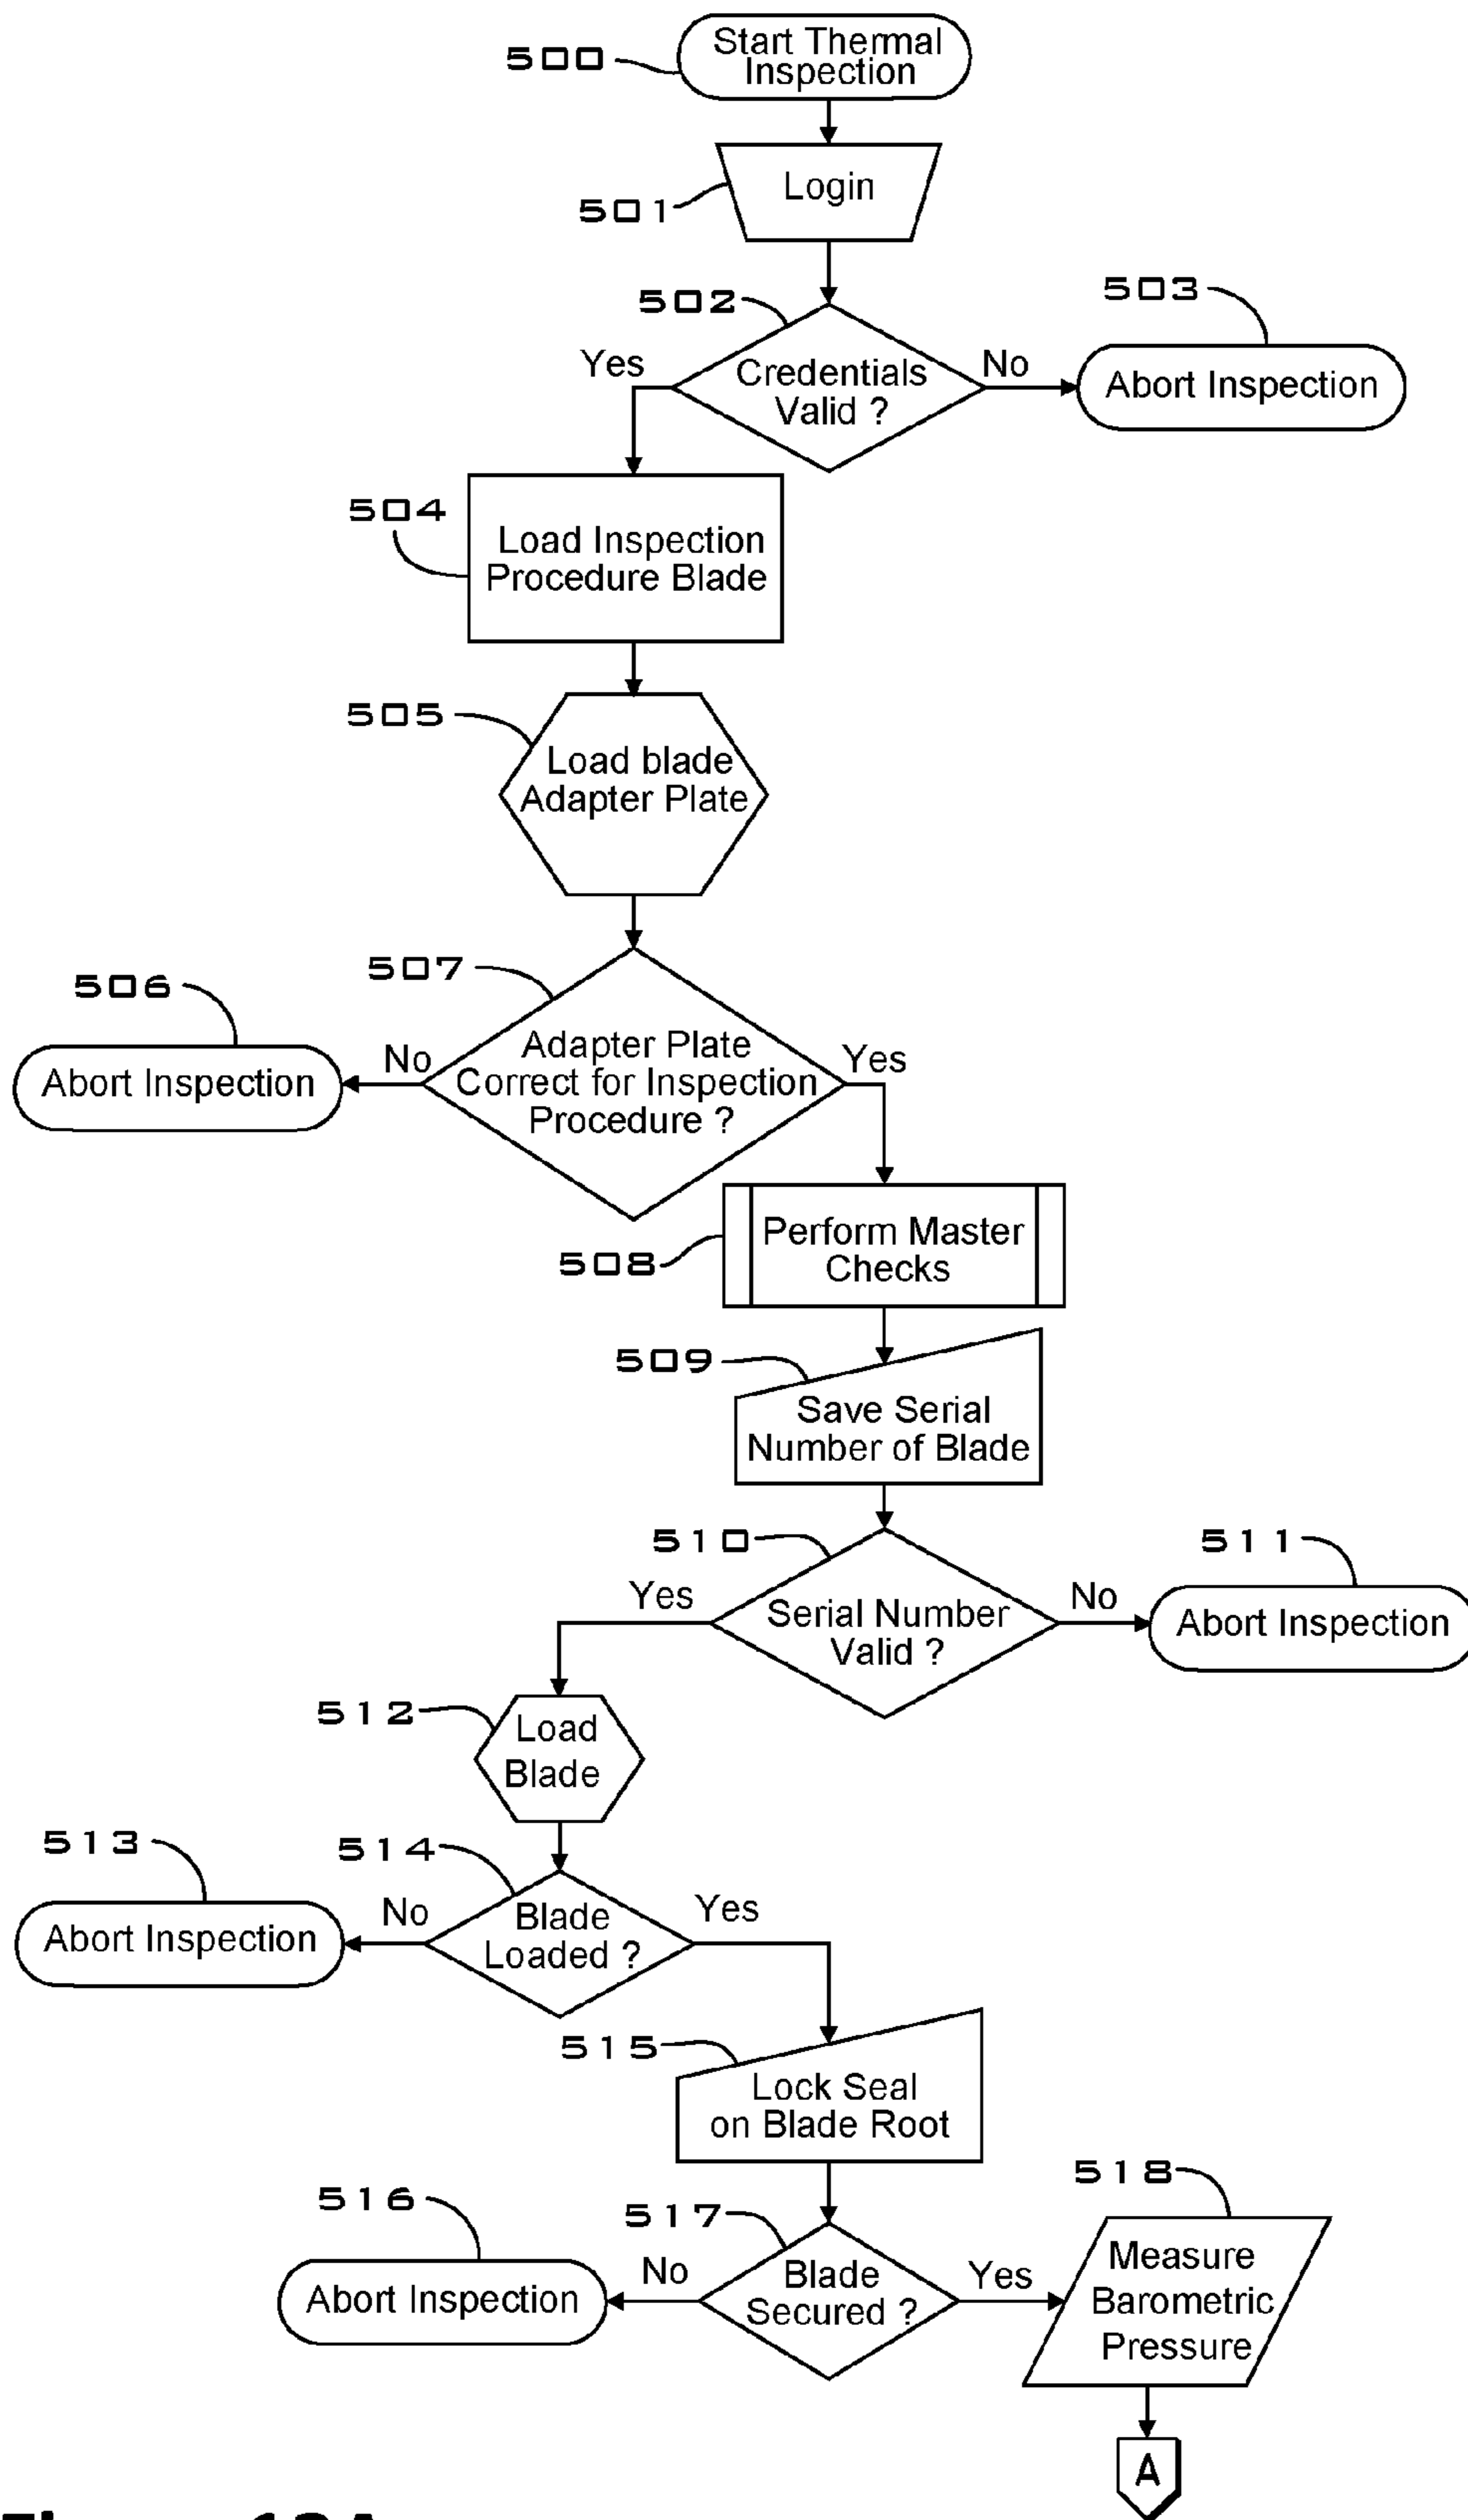 500
Start Thermal
Inspection
501
Login
502
503
Yes
Credentials
Valid ?
No
Abort Inspection
504
Load Inspection
Procedure Blade
505
Load blade
Adapter Plate
506
507
Abort Inspection
No
Adapter Plate
Correct for Inspection
Procedure ?
Yes
508
Perform Master
Checks
509
Save Serial
Number of Blade
510
511
Yes
Serial Number
Valid ?
No
Abort Inspection
512
Load
Blade
513
514
Abort Inspection
No
Blade
Loaded ?
Yes
515
Lock Seal
on Blade Root
516
517
518
Abort Inspection
No
Blade
Secured ?
Yes
Measure
Barometric
Pressure
A